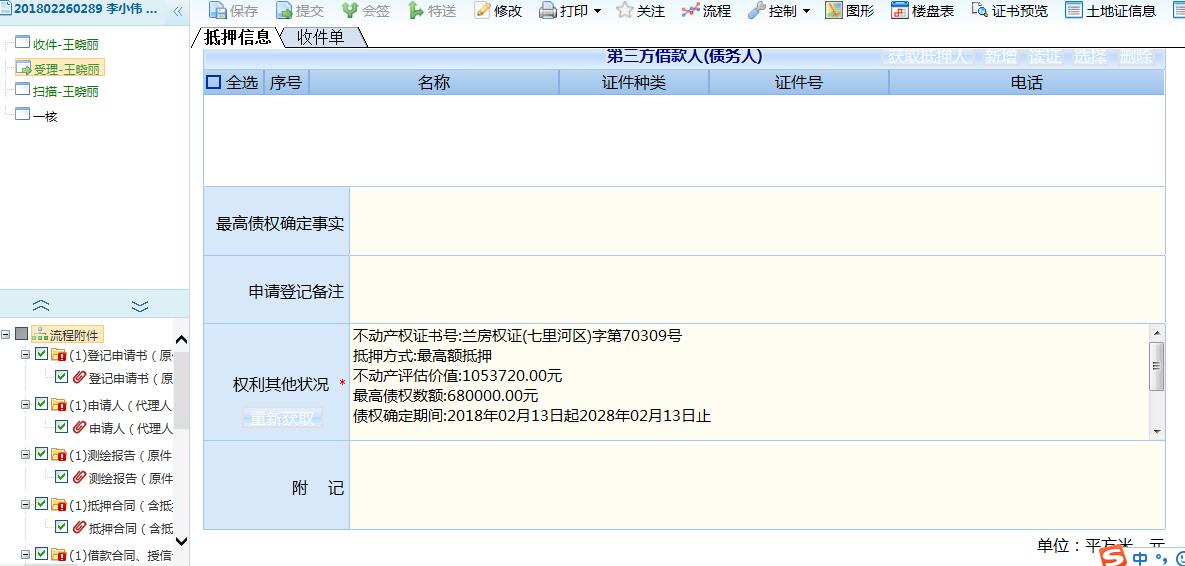 201802260289 李小伟 ...
保存 提交 会签 特送 修改 打印 关注 流程 控制 图形 楼盘表 证书预览 土地证信息
抵押信息 收件单
收件-王晓丽
受理-王晓丽
扫描-王晓丽
一核
第三方借款人(债务人)
获取抵押人 新增 读证 选择 删除
全选 序号 名称 证件种类 证件号 电话
最高债权确定事实
申请登记备注
权利其他状况 *
重新获取
不动产权证书号:兰房权证(七里河区)字第70309号
抵押方式:最高额抵押
不动产评估价值:1053720.00元
最高债权数额:680000.00元
债权确定期间:2018年02月13日起2028年02月13日止
附 记
单位：平方米、元
流程附件
(1)登记申请书（原
登记申请书（原
(1)申请人（代理人
申请人（代理人
(1)测绘报告（原件
测绘报告（原件
(1)抵押合同（含抵
抵押合同（含抵
(1)借款合同、授信
中